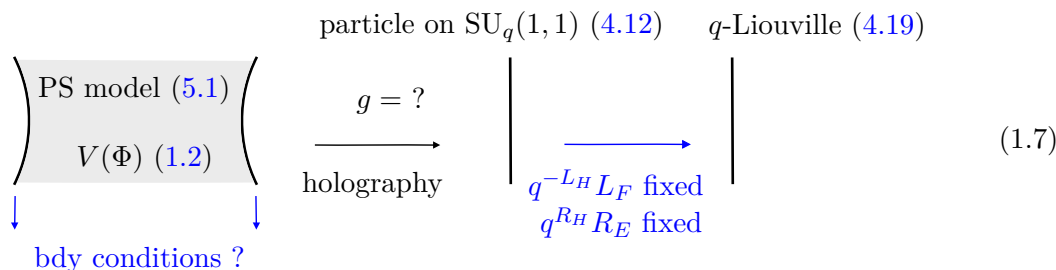 particle on SU_q(1, 1) (4.12)
q-Liouville (4.19)
PS model (5.1)
V(Φ) (1.2)
g = ?
holography
q^{-L_H} L_F fixed
q^{R_H} R_E fixed
(1.7)
bdy conditions ?